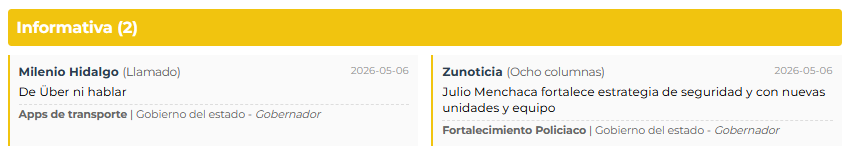 Informativa (2)
Milenio Hidalgo (Llamado)
2026-05-06
De Über ni hablar
Apps de transporte | Gobierno del estado - Gobernador
Zunoticia (Ocho columnas)
2026-05-06
Julio Menchaca fortalece estrategia de seguridad y con nuevas
unidades y equipo
Fortalecimiento Policiaco | Gobierno del estado - Gobernador